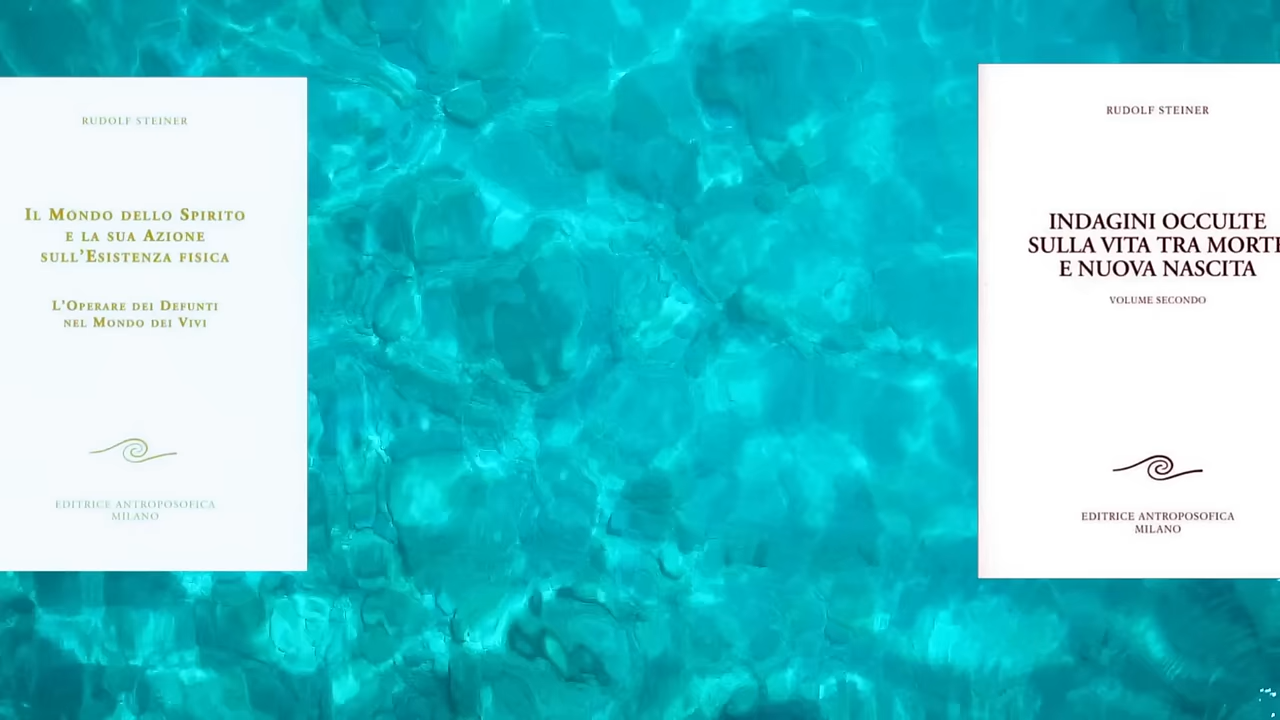 RUDOLF STEINER
IL MONDO DELLO SPIRITO
E LA SUA AZIONE
SULL'ESISTENZA FISICA
L'OPERARE DEI DEFUNTI
NEL MONDO DEI VIVI
EDITRICE ANTROPOSOFICA
MILANO
RUDOLF STEINER
INDAGINI OCCULTE
SULLA VITA TRA MORTE
E NUOVA NASCITA
VOLUME SECONDO
EDITRICE ANTROPOSOFICA
MILANO